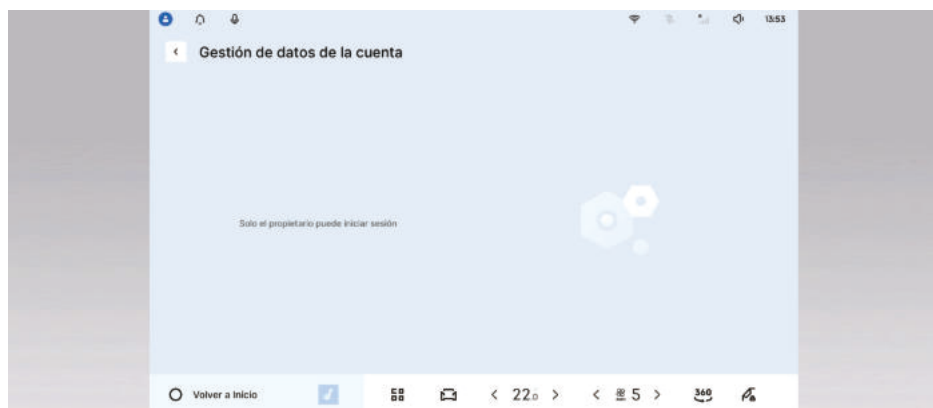 13:53
Gestión de datos de la cuenta
Solo el propietario puede iniciar sesión
Volver a Inicio
22.0
5
360